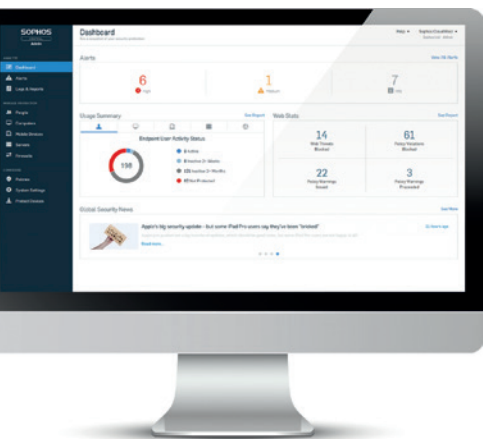 SOPHOS
CENTRAL
Admin
Dashboard
Help
Alerts
View All Alerts
6
High
1
Medium
7
Low
Dashboard
Alerts
Logs & Reports
People
Computers
Mobile Devices
Servers
Firewalls
Policies
System Settings
Protect Devices
Usage Summary
See Report
Endpoint User Activity Status
198
Active
Inactive 2+ Weeks
Inactive 2+ Months
Not Protected
Web Stats
See Report
14
Web Threats
Blocked
61
Policy Violations
Blocked
22
Policy Warnings
Issued
3
Policy Warnings
Proceeded
Global Security News
See More
Apple's big security update - but some iPad Pro users say they've been "bricked"
Read more...